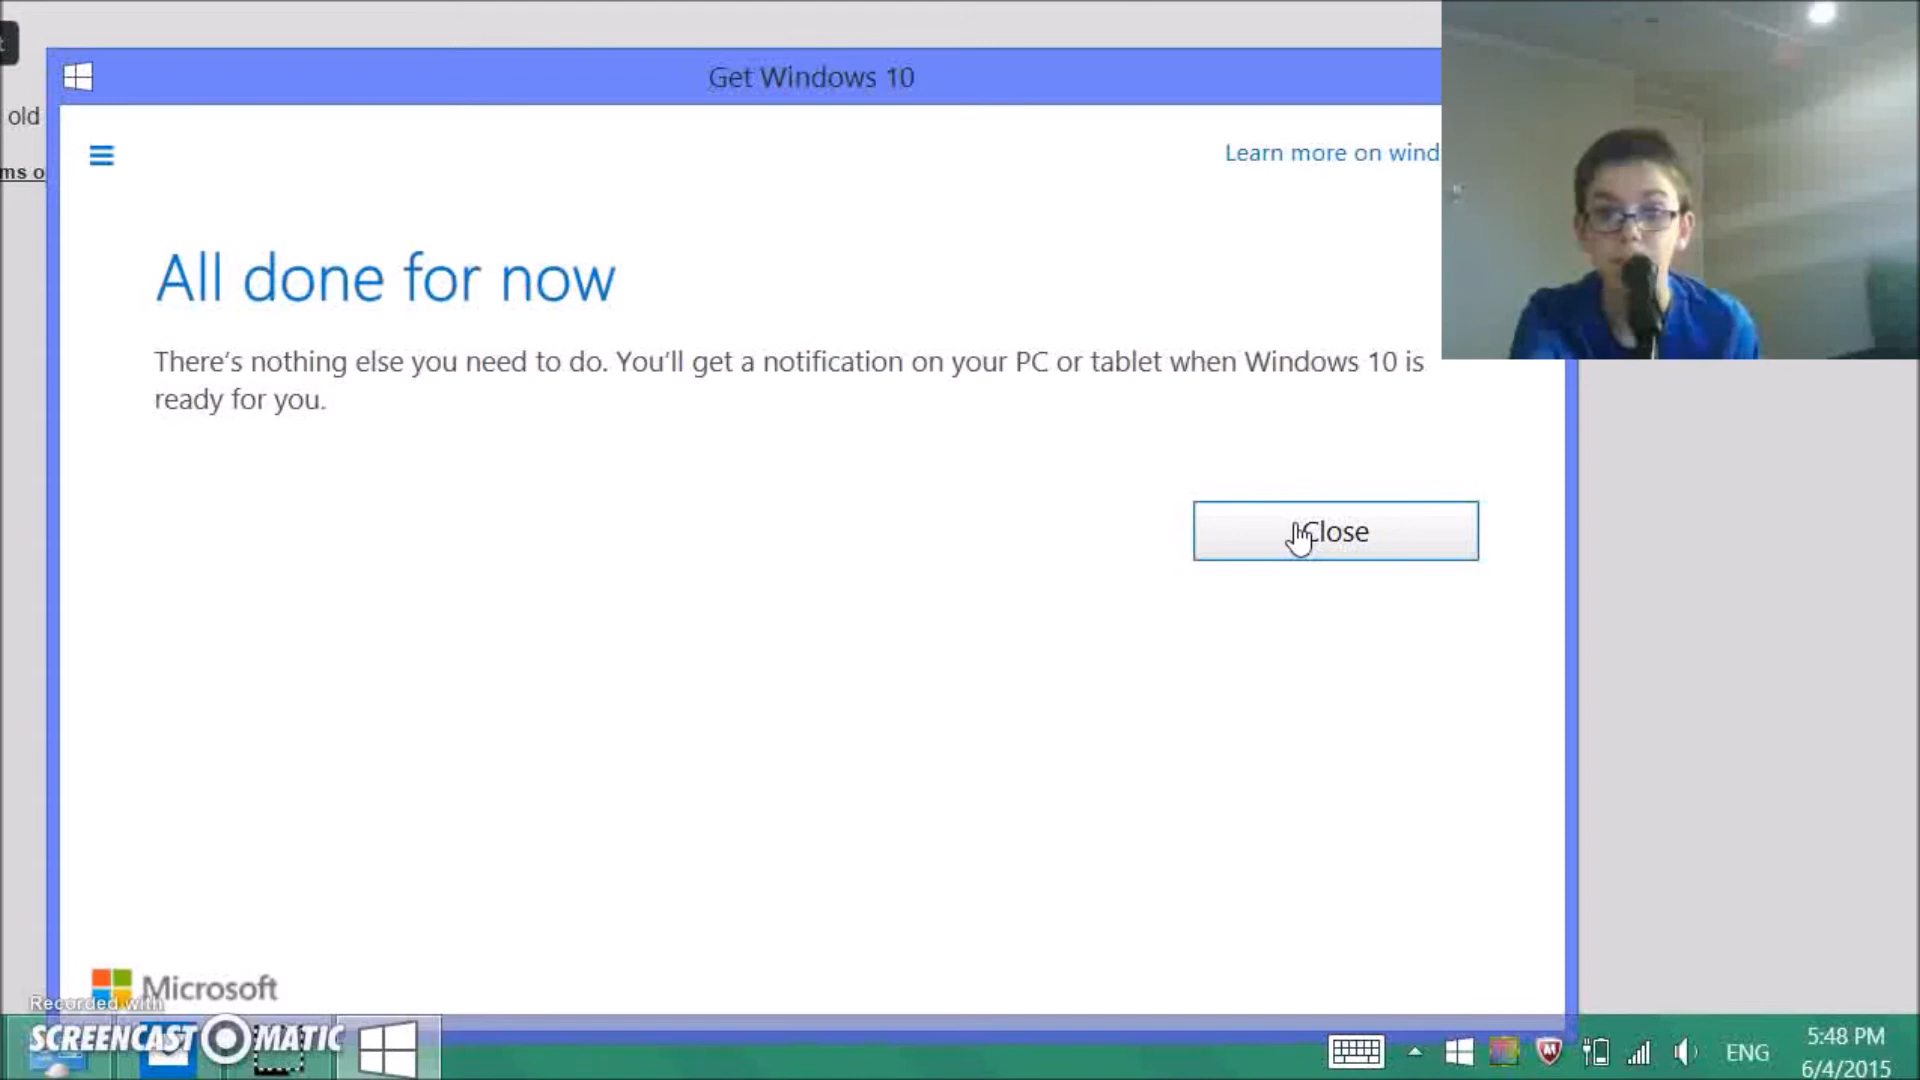 Get Windows 10
old
Learn more on wind
ms o
All done for now
There's nothing else you need to do. You'll get a notification on your PC or tablet when Windows 10 is
ready for you.
Close
Microsoft
Recorded with
SCREENCAST MATIC
ENG
5:48 PM
6/4/2015